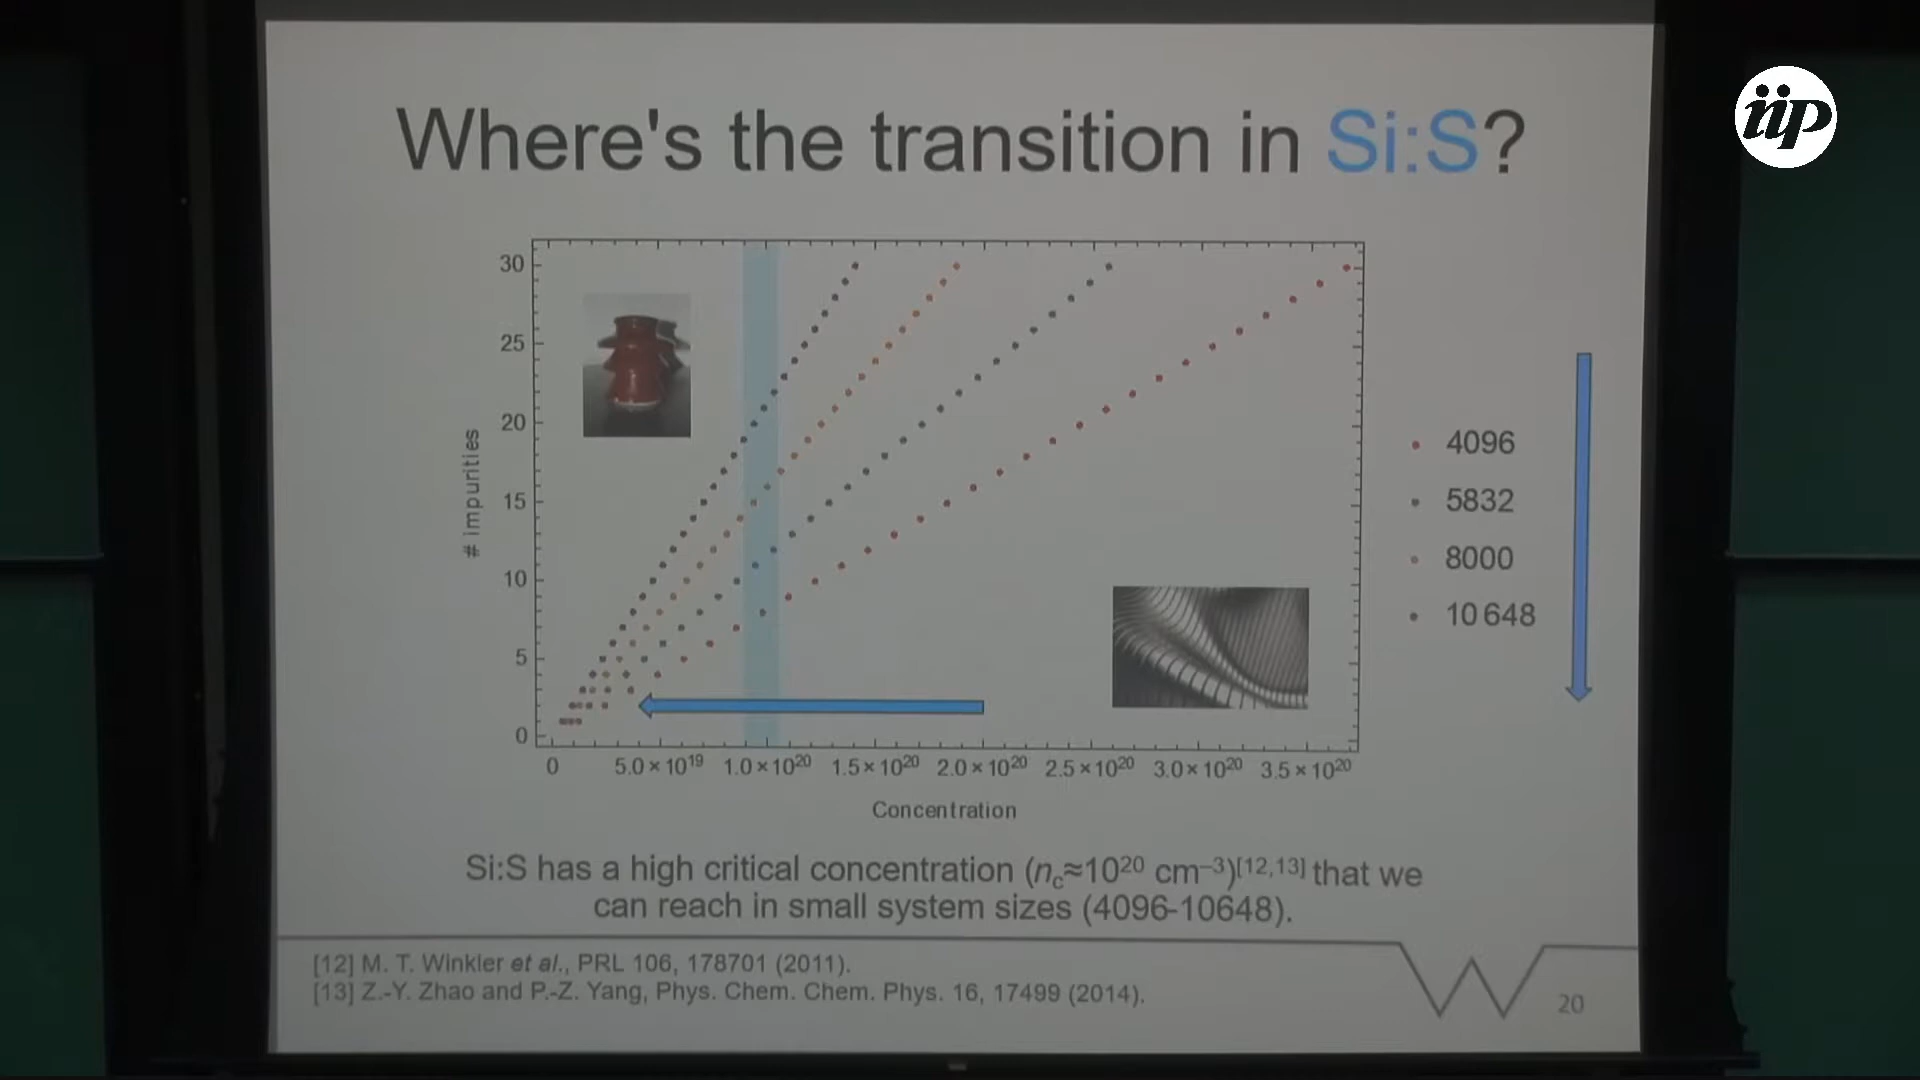 iip
Where's the transition in Si:S?
30
25
20
15
10
5
0
# impurities
0 5.0×10¹⁹ 1.0×10²⁰ 1.5×10²⁰ 2.0×10²⁰ 2.5×10²⁰ 3.0×10²⁰ 3.5×10²⁰
Concentration
4096
5832
8000
10 648
Si:S has a high critical concentration (n_c≈10²⁰ cm⁻³)[12,13] that we
can reach in small system sizes (4096-10648).
[12] M. T. Winkler et al., PRL 106, 178701 (2011).
[13] Z.-Y. Zhao and P.-Z. Yang, Phys. Chem. Chem. Phys. 16, 17499 (2014).
20